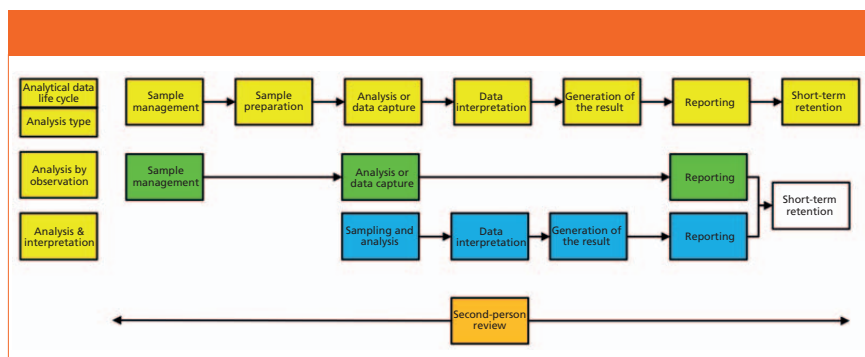 Analytical data
life cycle
Analysis type
Sample
management
Sample
preparation
Analysis or
data capture
Data
interpretation
Generation of
the result
Reporting
Short-term
retention
Analysis by
observation
Sample
management
Analysis or
data capture
Reporting
Short-term
retention
Analysis &
interpretation
Sampling and
analysis
Data
interpretation
Generation of
the result
Reporting
Second-person
review